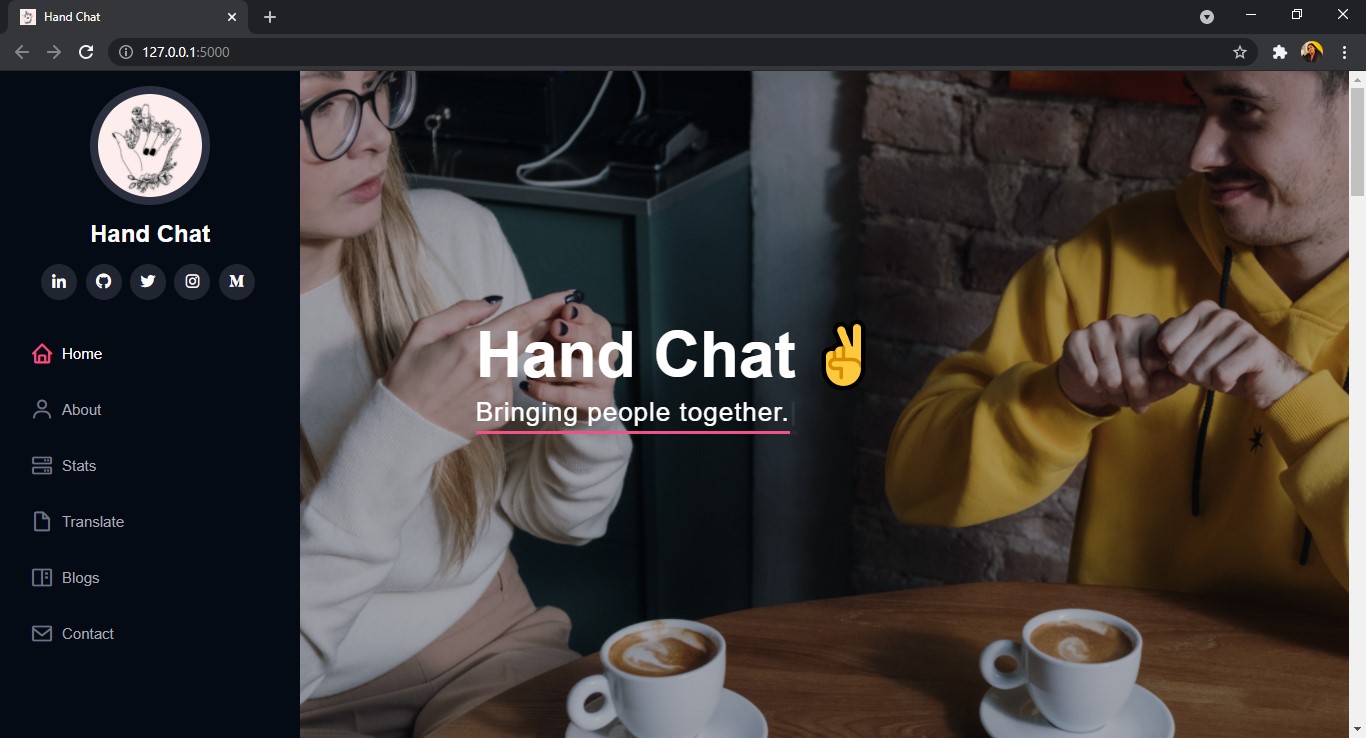 Hand Chat
127.0.0.1:5000
Hand Chat
in
M
Home
About
Stats
Translate
Blogs
Contact
Hand Chat ✌
Bringing people together.